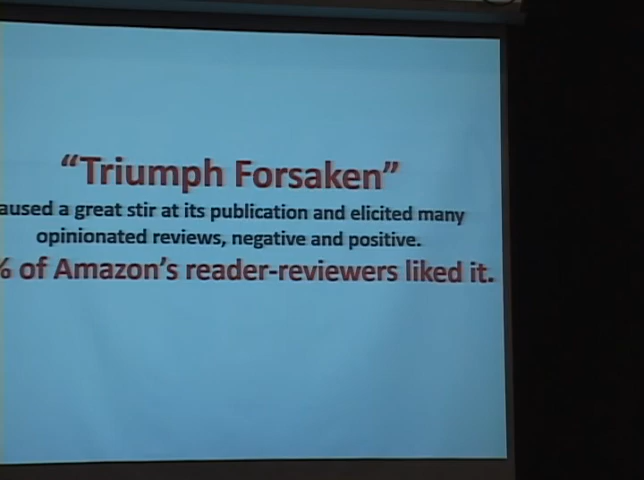 “Triumph Forsaken”
aused a great stir at its publication and elicited many
opinionated reviews, negative and positive.
% of Amazon’s reader-reviewers liked it.